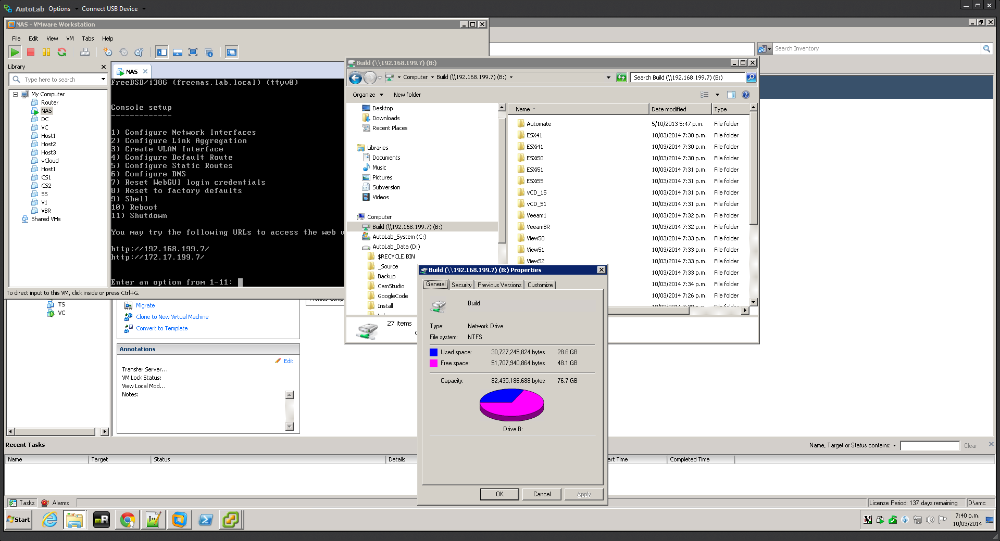 AutoLab Options Connect USB Device
NAS - VMware Workstation
File Edit View VM Tabs Help
Search Inventory
Library
Type here to search
My Computer
Router
NAS
DC
VC
Host1
Host2
Host3
vCloud
Host1
CS1
CS2
SS
V1
VBR
Shared VMs
NAS
FreeBSD/i386 (freenas.lab.local) (ttyv0)
Console setup
-------------
1) Configure Network Interfaces
2) Configure Link Aggregation
3) Create VLAN Interface
4) Configure Default Route
5) Configure Static Routes
6) Configure DNS
7) Reset WebGUI login credentials
8) Reset to factory defaults
9) Shell
10) Reboot
11) Shutdown
You may try the following URLs to access the web u
http://192.168.199.7/
http://172.17.199.7/
Enter an option from 1-11:
To direct input to this VM, click inside or press Ctrl+G.
Build (\\192.168.199.7) (B:)
Computer Build (\\192.168.199.7) (B:)
Search Build (\\192.168.199.7) (B:)
Organize New folder
Desktop
Downloads
Recent Places
Libraries
Documents
Music
Pictures
Subversion
Videos
Computer
Build (\\192.168.199.7) (B:)
AutoLab_System (C:)
AutoLab_Data (D:)
$RECYCLE.BIN
_Source
Backup
CamStudio
GoogleCode
Install
27 items
Name Date modified Type
Automate 5/10/2013 5:47 p.m. File folder
ESX41 10/03/2014 7:30 p.m. File folder
ESXi41 10/03/2014 7:30 p.m. File folder
ESXi50 10/03/2014 7:30 p.m. File folder
ESXi51 10/03/2014 7:31 p.m. File folder
ESXi55 10/03/2014 7:31 p.m. File folder
vCD_15 10/03/2014 7:31 p.m. File folder
vCD_51 10/03/2014 7:31 p.m. File folder
Veeam1 10/03/2014 7:32 p.m. File folder
VeeamBR 10/03/2014 7:32 p.m. File folder
View50 10/03/2014 7:33 p.m. File folder
View51 10/03/2014 7:33 p.m. File folder
View52 10/03/2014 7:33 p.m. File folder
10/03/2014 7:33 p.m. File folder
10/03/2014 7:34 p.m. File folder
10/03/2014 7:26 p.m. File folder
Build (\\192.168.199.7) (B:) Properties
General Security Previous Versions Customize
Build
Type: Network Drive
File system: NTFS
Used space: 30,727,245,824 bytes 28.6 GB
Free space: 51,707,940,864 bytes 48.1 GB
Capacity: 82,435,186,688 bytes 76.7 GB
Drive B:
OK Cancel Apply
TS
VC
Migrate
Clone to New Virtual Machine
Convert to Template
Annotations
Edit
Transfer Server...
VM Lock Status:
View Local Mod...
Notes:
Recent Tasks
Name, Target or Status contains: Clear
Name Target Status Details art Time Completed Time
Tasks Alarms
License Period: 137 days remaining D\amc
Start
mR
7:40 p.m.
10/03/2014